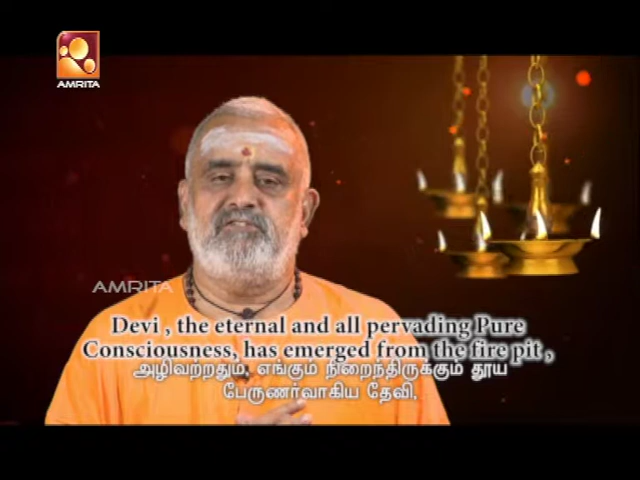 AMRITA
AMRITA
Devi , the eternal and all pervading Pure
Consciousness, has emerged from the fire pit ,
அழிவற்றதும், எங்கும் நிறைந்திருக்கும் தூய
பேருணர்வாகிய தேவி,